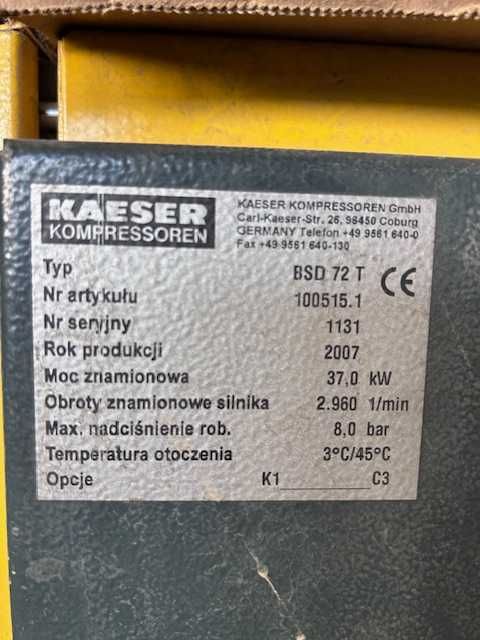 KAESER
KOMPRESSOREN
KAESER KOMPRESSOREN GmbH
Carl-Kaeser-Str. 26, 96450 Coburg
GERMANY Telefon +49 9561 640-0
Fax +49 9561 640-130
Typ BSD 72 T CE
Nr artykułu 100515.1
Nr seryjny 1131
Rok produkcji 2007
Moc znamionowa 37,0 kW
Obroty znamionowe silnika 2.960 1/min
Max. nadciśnienie rob. 8,0 bar
Temperatura otoczenia 3°C/45°C
Opcje K1________C3